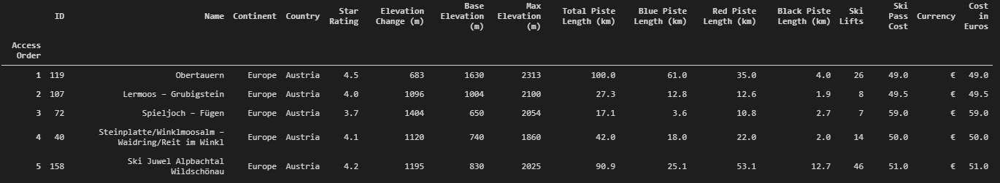 ID Name Continent Country Star Rating Elevation Change (m) Base Elevation (m) Max Elevation (m) Total Piste Length (km) Blue Piste Length (km) Red Piste Length (km) Black Piste Length (km) Ski Lifts Ski Pass Cost Currency Cost in Euros
Access Order
1 119 Obertauern Europe Austria 4.5 683 1630 2313 100.0 61.0 35.0 4.0 26 49.0 € 49.0
2 107 Lermoos – Grubigstein Europe Austria 4.0 1096 1004 2100 27.3 12.8 12.6 1.9 8 49.5 € 49.5
3 72 Spieljoch – Fügen Europe Austria 3.7 1404 650 2054 17.1 3.6 10.8 2.7 7 59.0 € 59.0
4 40 Steinplatte/Winklmoosalm – Waidring/Reit im Winkl Europe Austria 4.1 1120 740 1860 42.0 18.0 22.0 2.0 14 50.0 € 50.0
5 158 Ski Juwel Alpbachtal Wildschönau Europe Austria 4.2 1195 830 2025 90.9 25.1 53.1 12.7 46 51.0 € 51.0